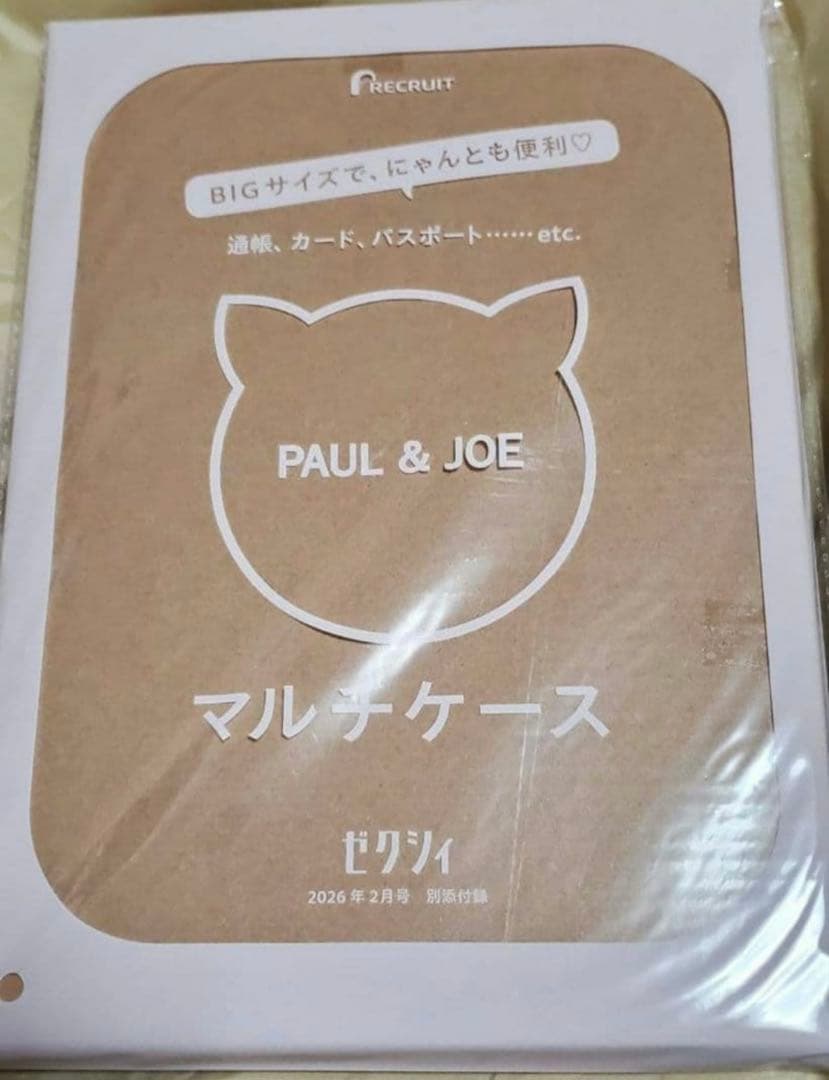 RECRUIT
BIGサイズで、にゃんとも便利♡
通帳、カード、パスポート……etc.
PAUL & JOE
マルチケース
ゼクシィ
2026年2月号 別添付録